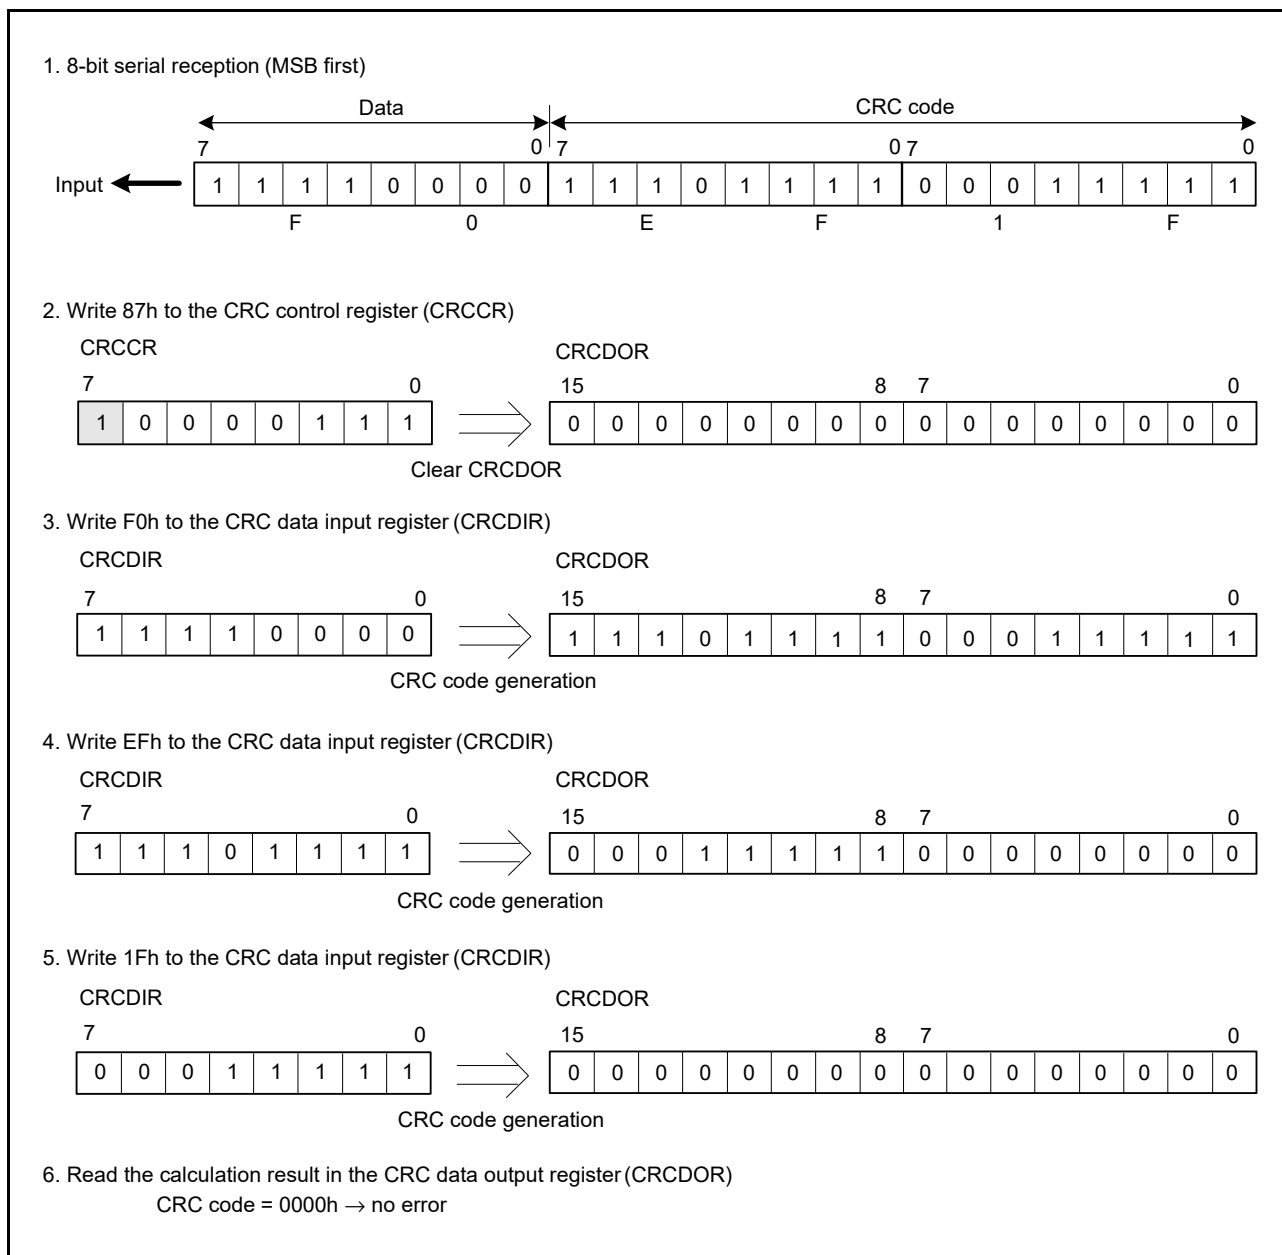 1. 8-bit serial reception (MSB first)
Data CRC code
7 0 7 0 7 0
Input 1 1 1 1 0 0 0 0 1 1 1 0 1 1 1 1 0 0 0 1 1 1 1 1
F 0 E F 1 F
2. Write 87h to the CRC control register (CRCCR)
CRCCR CRCDOR
7 0 15 8 7 0
1 0 0 0 0 1 1 1 0 0 0 0 0 0 0 0 0 0 0 0 0 0 0 0
Clear CRCDOR
3. Write F0h to the CRC data input register (CRCDIR)
CRCDIR CRCDOR
7 0 15 8 7 0
1 1 1 1 0 0 0 0 1 1 1 0 1 1 1 1 0 0 0 1 1 1 1 1
CRC code generation
4. Write EFh to the CRC data input register (CRCDIR)
CRCDIR CRCDOR
7 0 15 8 7 0
1 1 1 0 1 1 1 1 0 0 0 1 1 1 1 1 0 0 0 0 0 0 0 0
CRC code generation
5. Write 1Fh to the CRC data input register (CRCDIR)
CRCDIR CRCDOR
7 0 15 8 7 0
0 0 0 1 1 1 1 1 0 0 0 0 0 0 0 0 0 0 0 0 0 0 0 0
CRC code generation
6. Read the calculation result in the CRC data output register (CRCDOR)
CRC code = 0000h → no error